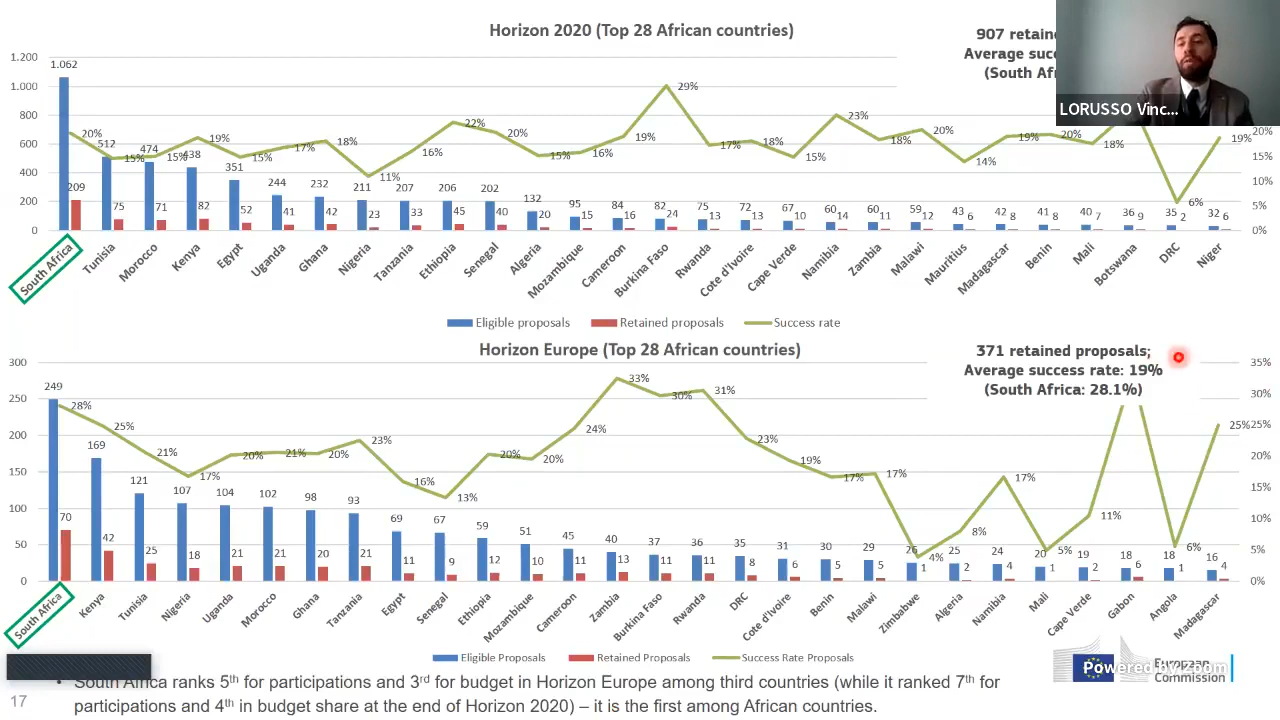 Horizon 2020 (Top 28 African countries)
907
Average
(South
LORUSSO Vinc...
1.200
1.000
800
600
400
200
0
20%
15%
10%
5%
0%
1.062 512 474 438 351 244 232 211 207 206 202 132 95 84 82 75 72 67 60 60 59 43 42 41 40 36 35 32
209 75 71 82 52 41 42 23 33 45 40 20 15 16 24 13 13 10 14 11 12 6 8 8 7 9 2 6
20% 15% 15% 19% 15% 17% 18% 11% 16% 22% 20% 15% 16% 19% 29% 17% 18% 15% 23% 18% 20% 14% 19% 20% 18% 6% 19%
South Africa Tunisia Morocco Kenya Egypt Uganda Ghana Nigeria Tanzania Ethiopia Senegal Algeria Mozambique Cameroon Burkina Faso Rwanda Cote d'Ivoire Cape Verde Namibia Zambia Malawi Mauritius Madagascar Benin Mali Botswana DRC Niger
Eligible proposals Retained proposals Success rate
Horizon Europe (Top 28 African countries)
371 retained proposals;
Average success rate: 19%
(South Africa: 28.1%)
300
250
200
150
100
50
0
35%
30%
25%
20%
15%
10%
5%
0%
249 169 121 107 104 102 98 93 69 67 59 51 45 40 37 36 35 31 30 29 26 25 24 20 19 18 18 16
70 42 25 18 21 21 20 21 11 9 12 10 11 13 11 11 8 6 5 5 1 2 4 1 2 6 1 4
28% 25% 21% 17% 20% 21% 20% 23% 16% 13% 20% 20% 24% 33% 30% 31% 23% 19% 17% 17% 4% 8% 17% 5% 11% 6% 25%
South Africa Kenya Tunisia Nigeria Uganda Morocco Ghana Tanzania Egypt Senegal Ethiopia Mozambique Cameroon Zambia Burkina Faso Rwanda DRC Cote d'Ivoire Benin Malawi Zimbabwe Algeria Namibia Mali Cape Verde Gabon Angola Madagascar
Eligible Proposals Retained Proposals Success Rate Proposals
European
Commission
Powered by zoom
• South Africa ranks 5th for participation and 3rd for budget in Horizon Europe among third countries (while it ranked 7th for
participations and 4th in budget share at the end of Horizon 2020) – it is the first among African countries.
17